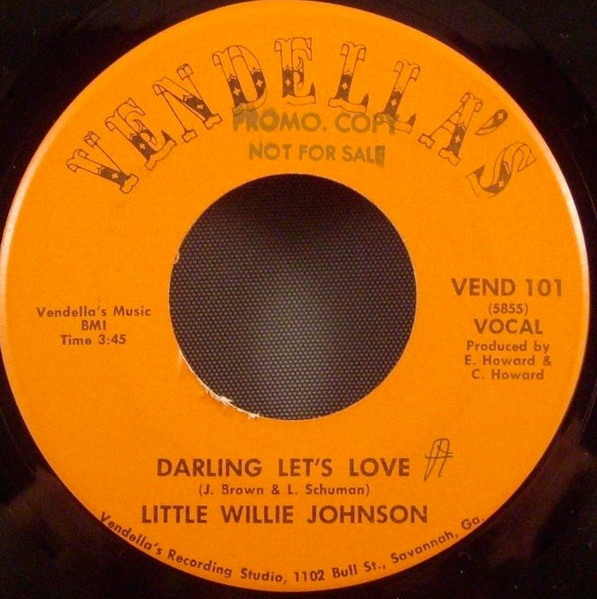 VENDELLA'S
PROMO. COPY
NOT FOR SALE
Vendella's Music
BMI
Time 3:45
VEND 101
(5855)
VOCAL
Produced by
E. Howard &
C. Howard
DARLING LET'S LOVE
(J. Brown & L. Schuman)
LITTLE WILLIE JOHNSON
Vendella's Recording Studio, 1102 Bull St., Savannah, Ga.